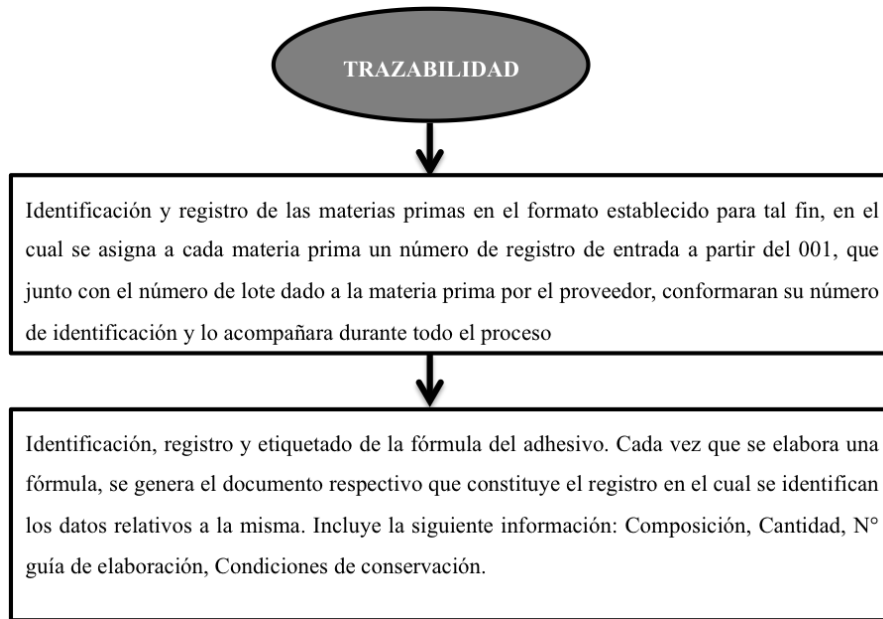 TRAZABILIDAD
Identificación y registro de las materias primas en el formato establecido para tal fin, en el
cual se asigna a cada materia prima un número de registro de entrada a partir del 001, que
junto con el número de lote dado a la materia prima por el proveedor, conformaran su número
de identificación y lo acompañara durante todo el proceso
Identificación, registro y etiquetado de la fórmula del adhesivo. Cada vez que se elabora una
fórmula, se genera el documento respectivo que constituye el registro en el cual se identifican
los datos relativos a la misma. Incluye la siguiente información: Composición, Cantidad, N°
guía de elaboración, Condiciones de conservación.